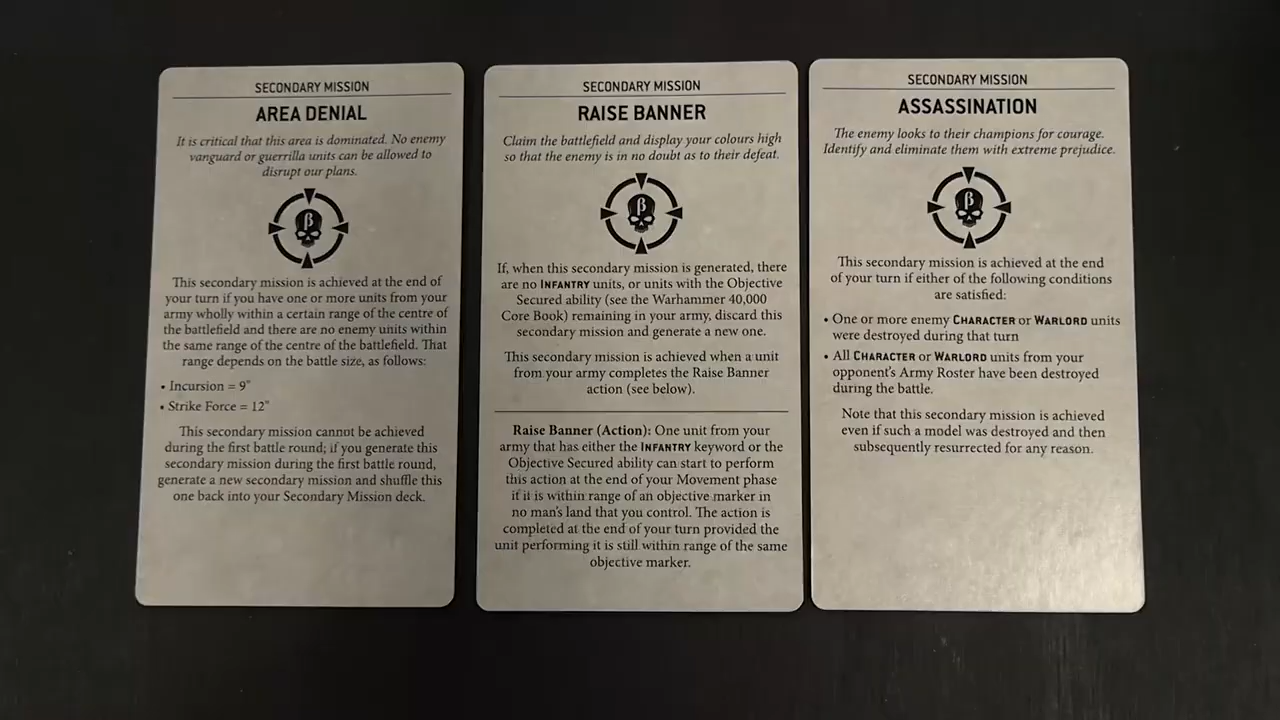 SECONDARY MISSION
AREA DENIAL
It is critical that this area is dominated. No enemy
vanguard or guerrilla units can be allowed to
disrupt our plans.
β
This secondary mission is achieved at the end of
your turn if you have one or more units from your
army wholly within a certain range of the centre of
the battlefield and there are no enemy units within
the same range of the centre of the battlefield. That
range depends on the battle size, as follows:
• Incursion = 9"
• Strike Force = 12"
This secondary mission cannot be achieved
during the first battle round; if you generate this
secondary mission during the first battle round,
generate a new secondary mission and shuffle this
one back into your Secondary Mission deck.
SECONDARY MISSION
RAISE BANNER
Claim the battlefield and display your colours high
so that the enemy is in no doubt as to their defeat.
β
If, when this secondary mission is generated, there
are no INFANTRY units, or units with the Objective
Secured ability (see the Warhammer 40,000
Core Book) remaining in your army, discard this
secondary mission and generate a new one.
This secondary mission is achieved when a unit
from your army completes the Raise Banner
action (see below).
Raise Banner (Action): One unit from your
army that has either the INFANTRY keyword or the
Objective Secured ability can start to perform
this action at the end of your Movement phase
if it is within range of an objective marker in
no man's land that you control. The action is
completed at the end of your turn provided the
unit performing it is still within range of the same
objective marker.
SECONDARY MISSION
ASSASSINATION
The enemy looks to their champions for courage.
Identify and eliminate them with extreme prejudice.
β
This secondary mission is achieved at the end
of your turn if either of the following conditions
are satisfied:
• One or more enemy CHARACTER or WARLORD units
were destroyed during that turn
• All CHARACTER or WARLORD units from your
opponent's Army Roster have been destroyed
during the battle.
Note that this secondary mission is achieved
even if such a model was destroyed and then
subsequently resurrected for any reason.